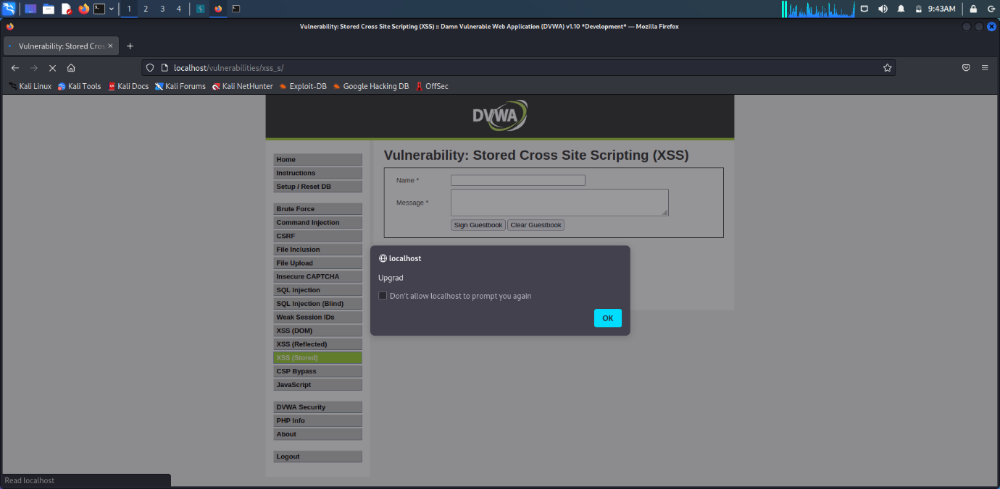 1 2 3 4 9:43AM
Vulnerability: Stored Cross Site Scripting (XSS) :: Damn Vulnerable Web Application (DVWA) v1.10 *Development* — Mozilla Firefox
Vulnerability: Stored Cros
localhost/vulnerabilities/xss_s/
Kali Linux Kali Tools Kali Docs Kali Forums Kali NetHunter Exploit-DB Google Hacking DB OffSec
DVWA
Home
Instructions
Setup / Reset DB
Brute Force
Command Injection
CSRF
File Inclusion
File Upload
Insecure CAPTCHA
SQL Injection
SQL Injection (Blind)
Weak Session IDs
XSS (DOM)
XSS (Reflected)
XSS (Stored)
CSP Bypass
JavaScript
DVWA Security
PHP Info
About
Logout
Vulnerability: Stored Cross Site Scripting (XSS)
Name *
Message *
Sign Guestbook Clear Guestbook
localhost
Upgrad
Don't allow localhost to prompt you again
OK
Read localhost